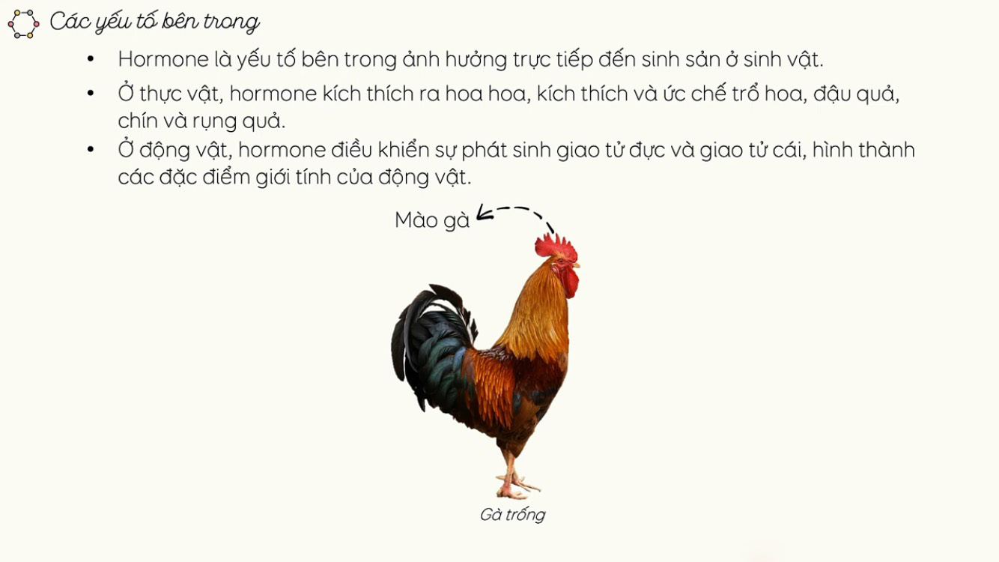 Các yếu tố bên trong
• Hormone là yếu tố bên trong ảnh hưởng trực tiếp đến sinh sản ở sinh vật.
• Ở thực vật, hormone kích thích ra hoa hoa, kích thích và ức chế trổ hoa, đậu quả,
chín và rụng quả.
• Ở động vật, hormone điều khiển sự phát sinh giao tử đực và giao tử cái, hình thành
các đặc điểm giới tính của động vật.
Mào gà
Gà trống